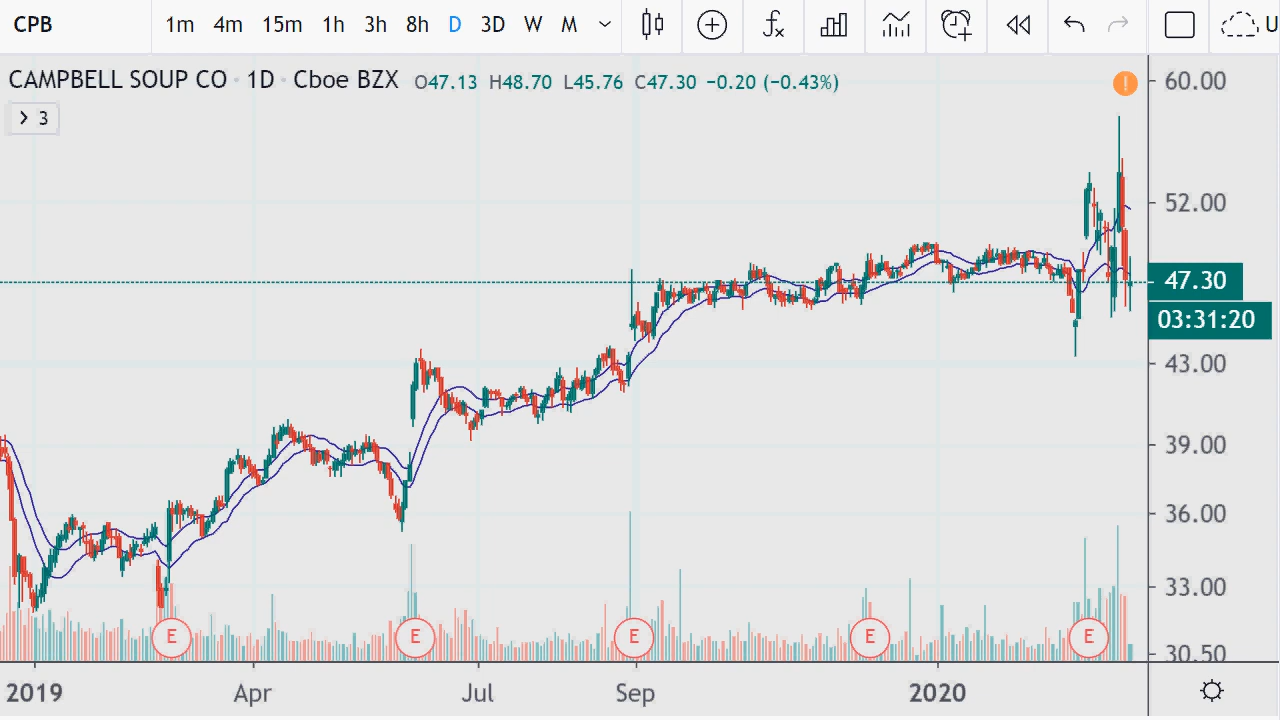 CPB 1m 4m 15m 1h 3h 8h D 3D W M fx U
CAMPBELL SOUP CO · 1D · Cboe BZX O47.13 H48.70 L45.76 C47.30 −0.20 (−0.43%)
!
3
60.00
52.00
47.30
03:31:20
43.00
39.00
36.00
33.00
E E E E E
30.50
2019 Apr Jul Sep 2020